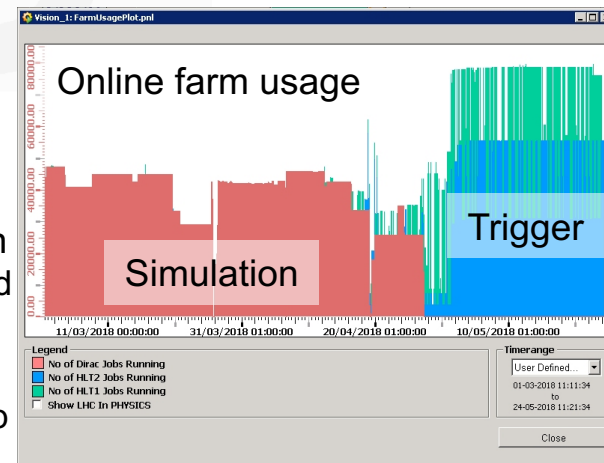 Vision_1: FarmUsagePlot.pnl
Online farm usage
80000.00
60000.00
40000.00
20000.00
0.00
Simulation
Trigger
11/03/2018 00:00:00 31/03/2018 01:00:00 20/04/2018 01:00:00 10/05/2018 01:00:00
Legend
No of Dirac Jobs Running
No of HLT2 Jobs Running
No of HLT1 Jobs Running
Show LHC In PHYSICS
Timerange
User Defined...
01-03-2018 11:11:34
to
24-05-2018 11:21:34
Close